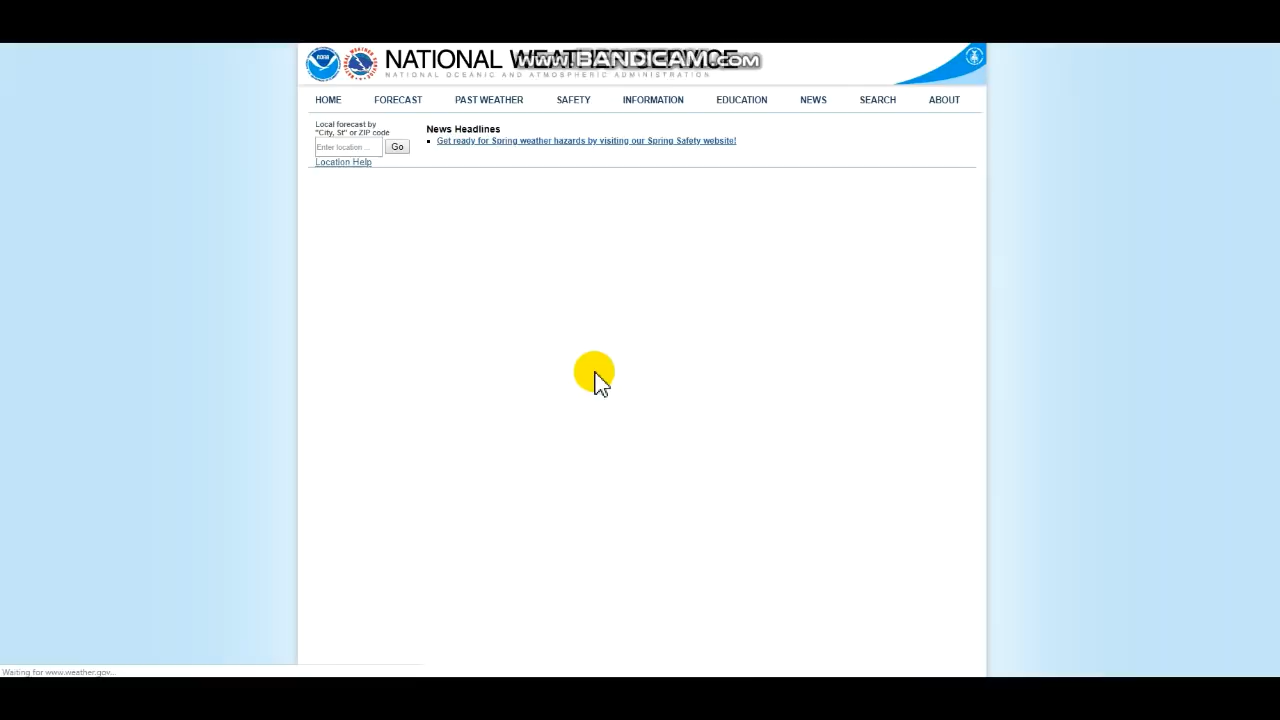 NATIONAL WEATHER SERVICE
www.BANDICAM.com
NATIONAL OCEANIC AND ATMOSPHERIC ADMINISTRATION
HOME FORECAST PAST WEATHER SAFETY INFORMATION EDUCATION NEWS SEARCH ABOUT
Local forecast by
"City, St" or ZIP code
Enter location ... Go
Location Help
News Headlines
Get ready for Spring weather hazards by visiting our Spring Safety website!
Waiting for www.weather.gov...